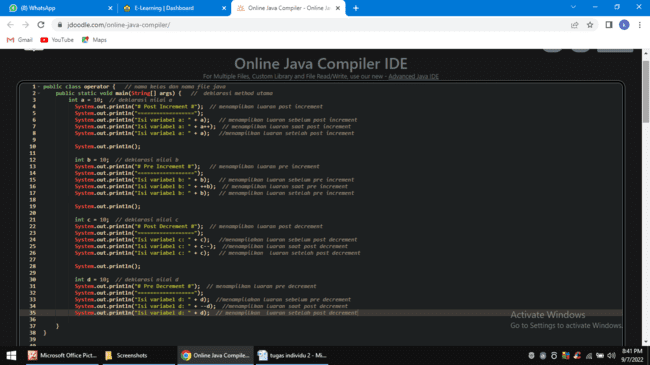 (8) WhatsApp
E-Learning | Dashboard
Online Java Compiler - Online Ja
jdoodle.com/online-java-compiler/
Gmail YouTube Maps
Online Java Compiler IDE
For Multiple Files, Custom Library and File Read/Write, use our new - Advanced Java IDE
1 public class operator { // nama kelas dan nama file java
2 public static void main(String[] args) { // deklarasi method utama
3 int a = 10; // deklarasi nilai a
4 System.out.println("# Post Increment #"); // menampilkan luaran post increment
5 System.out.println("==================");
6 System.out.println("Isi variabel a: " + a); // menampilkan luaran sebelum post increment
7 System.out.println("Isi variabel a: " + a++); // menampilkan luaran saat post increment
8 System.out.println("Isi variabel a: " + a); //menampilkan luaran setelah post increment
9
10 System.out.println();
11
12 int b = 10; // deklarasi nilai b
13 System.out.println("# Pre Increment #"); // menampilkan luaran pre increment
14 System.out.println("==================");
15 System.out.println("Isi variabel b: " + b); // menampilkan luaran sebelum pre increment
16 System.out.println("Isi variabel b: " + ++b); // menampilkan luaran saat pre increment
17 System.out.println("Isi variabel b: " + b); // menampilkan luaran setelah pre increment
18
19 System.out.println();
20
21 int c = 10; // deklarasi nilai c
22 System.out.println("# Post Decrement #"); // menampilkan luaran post decrement
23 System.out.println("==================");
24 System.out.println("Isi variabel c: " + c); //menampilkan luaran sebelum post decrement
25 System.out.println("Isi variabel c: " + c--); //menampilkan luaran saat post decrement
26 System.out.println("Isi variabel c: " + c); // menampilkan luaran setelah post decrement
27
28 System.out.println();
29
30 int d = 10; // deklarasi nilai d
31 System.out.println("# Pre Decrement #"); // menampilkan luaran pre decrement
32 System.out.println("==================");
33 System.out.println("Isi variabel d: " + d); //menampilkan luaran sebelum pre decrement
34 System.out.println("Isi variabel d: " + --d); //menampilkan luaran saat post decrement
35 System.out.println("Isi variabel d: " + d); // menampilkan luaran setelah post decrement
36
37 }
38 }
39
Activate Windows
Go to Settings to activate Windows.
Microsoft Office Pict...
Screenshots
Online Java Compile...
tugas individu 2 - Mi...
8:41 PM
9/7/2022